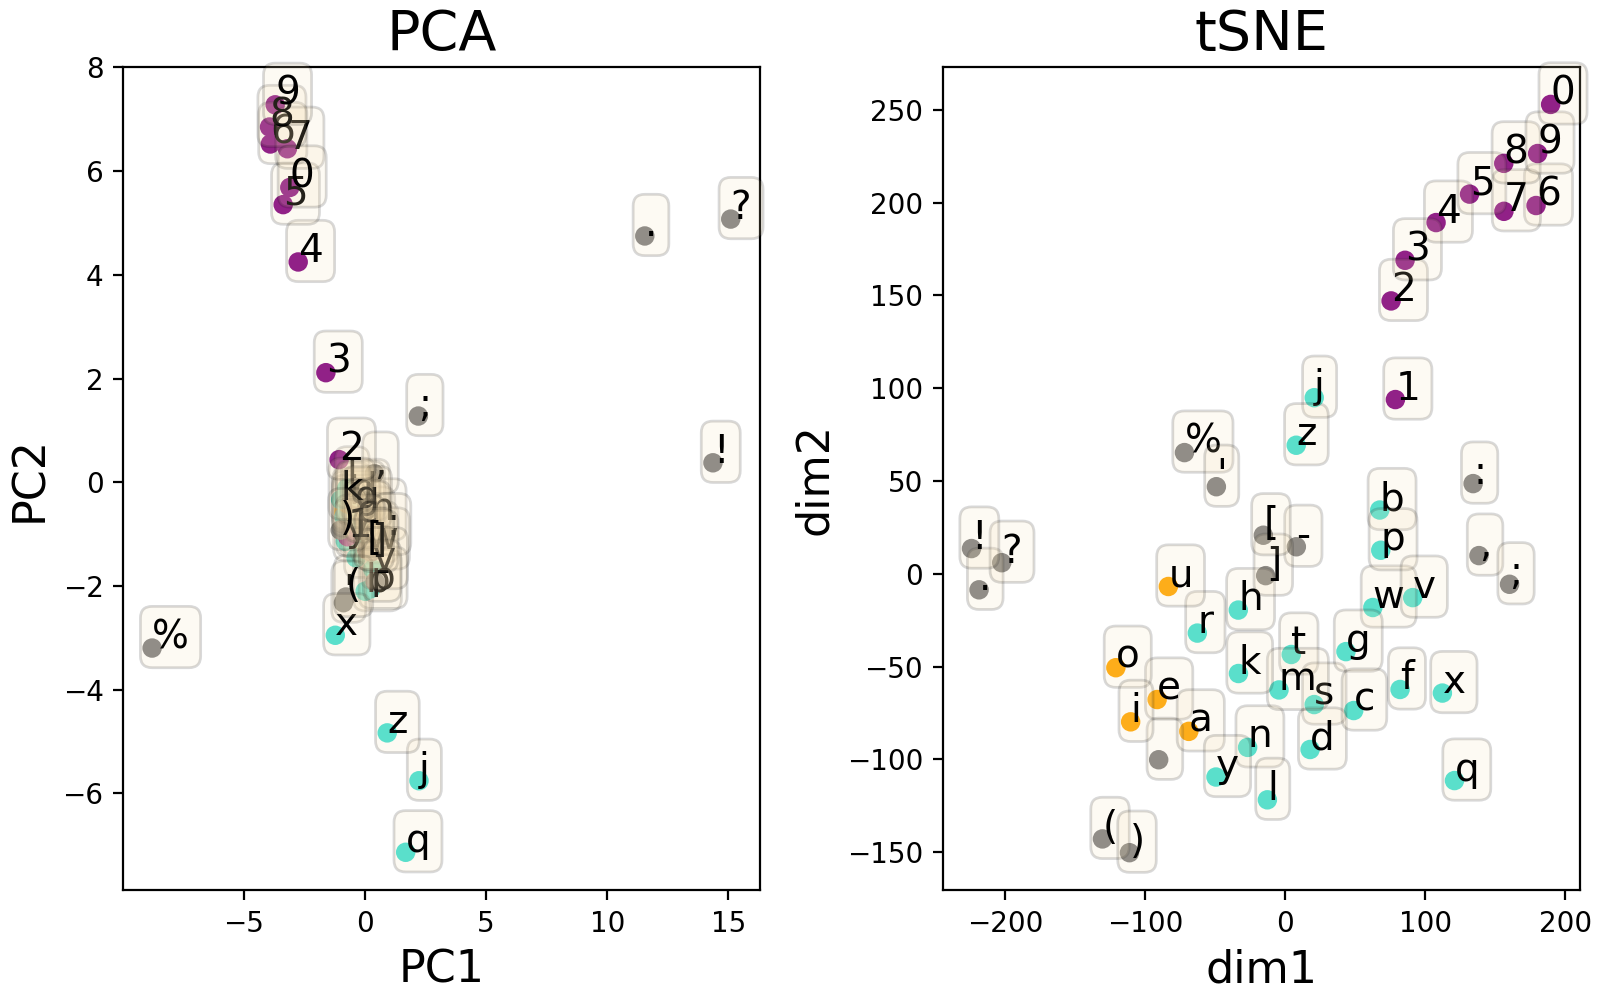 PCA
8
6
4
2
0
−2
−4
−6
PC2
−5
0
5
10
15
PC1
9
8
6
7
0
5
4
3
2
;
.
?
!
k
)
[
]
(
x
%
z
j
q
tSNE
250
200
150
100
50
0
−50
−100
−150
dim2
−200
−100
0
100
200
dim1
0
9
8
5
7
6
4
3
2
j
1
z
%
'
:
b
[
-
p
!
?
.
]
,
;
u
h
w
v
r
t
g
o
k
m
s
c
f
x
e
i
a
n
d
y
l
q
(
)